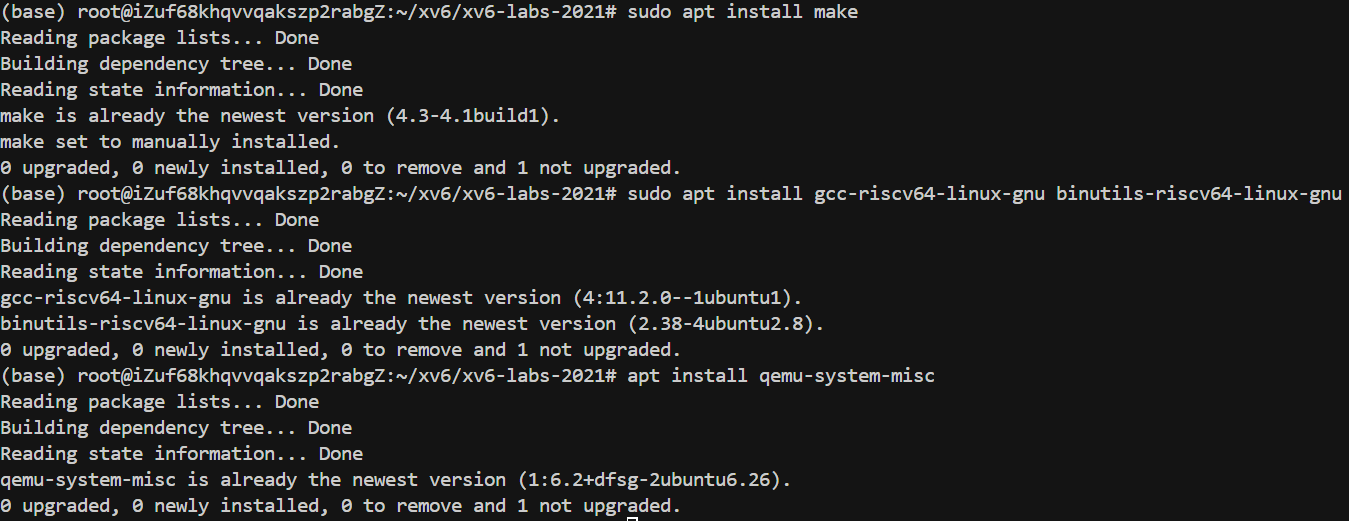 (base) root@iZuf68khqvvqakszp2rabgZ:~/xv6/xv6-labs-2021# sudo apt install make
Reading package lists... Done
Building dependency tree... Done
Reading state information... Done
make is already the newest version (4.3-4.1build1).
make set to manually installed.
0 upgraded, 0 newly installed, 0 to remove and 1 not upgraded.
(base) root@iZuf68khqvvqakszp2rabgZ:~/xv6/xv6-labs-2021# sudo apt install gcc-riscv64-linux-gnu binutils-riscv64-linux-gnu
Reading package lists... Done
Building dependency tree... Done
Reading state information... Done
gcc-riscv64-linux-gnu is already the newest version (4:11.2.0--1ubuntu1).
binutils-riscv64-linux-gnu is already the newest version (2.38-4ubuntu2.8).
0 upgraded, 0 newly installed, 0 to remove and 1 not upgraded.
(base) root@iZuf68khqvvqakszp2rabgZ:~/xv6/xv6-labs-2021# apt install qemu-system-misc
Reading package lists... Done
Building dependency tree... Done
Reading state information... Done
qemu-system-misc is already the newest version (1:6.2+dfsg-2ubuntu6.26).
0 upgraded, 0 newly installed, 0 to remove and 1 not upgraded.